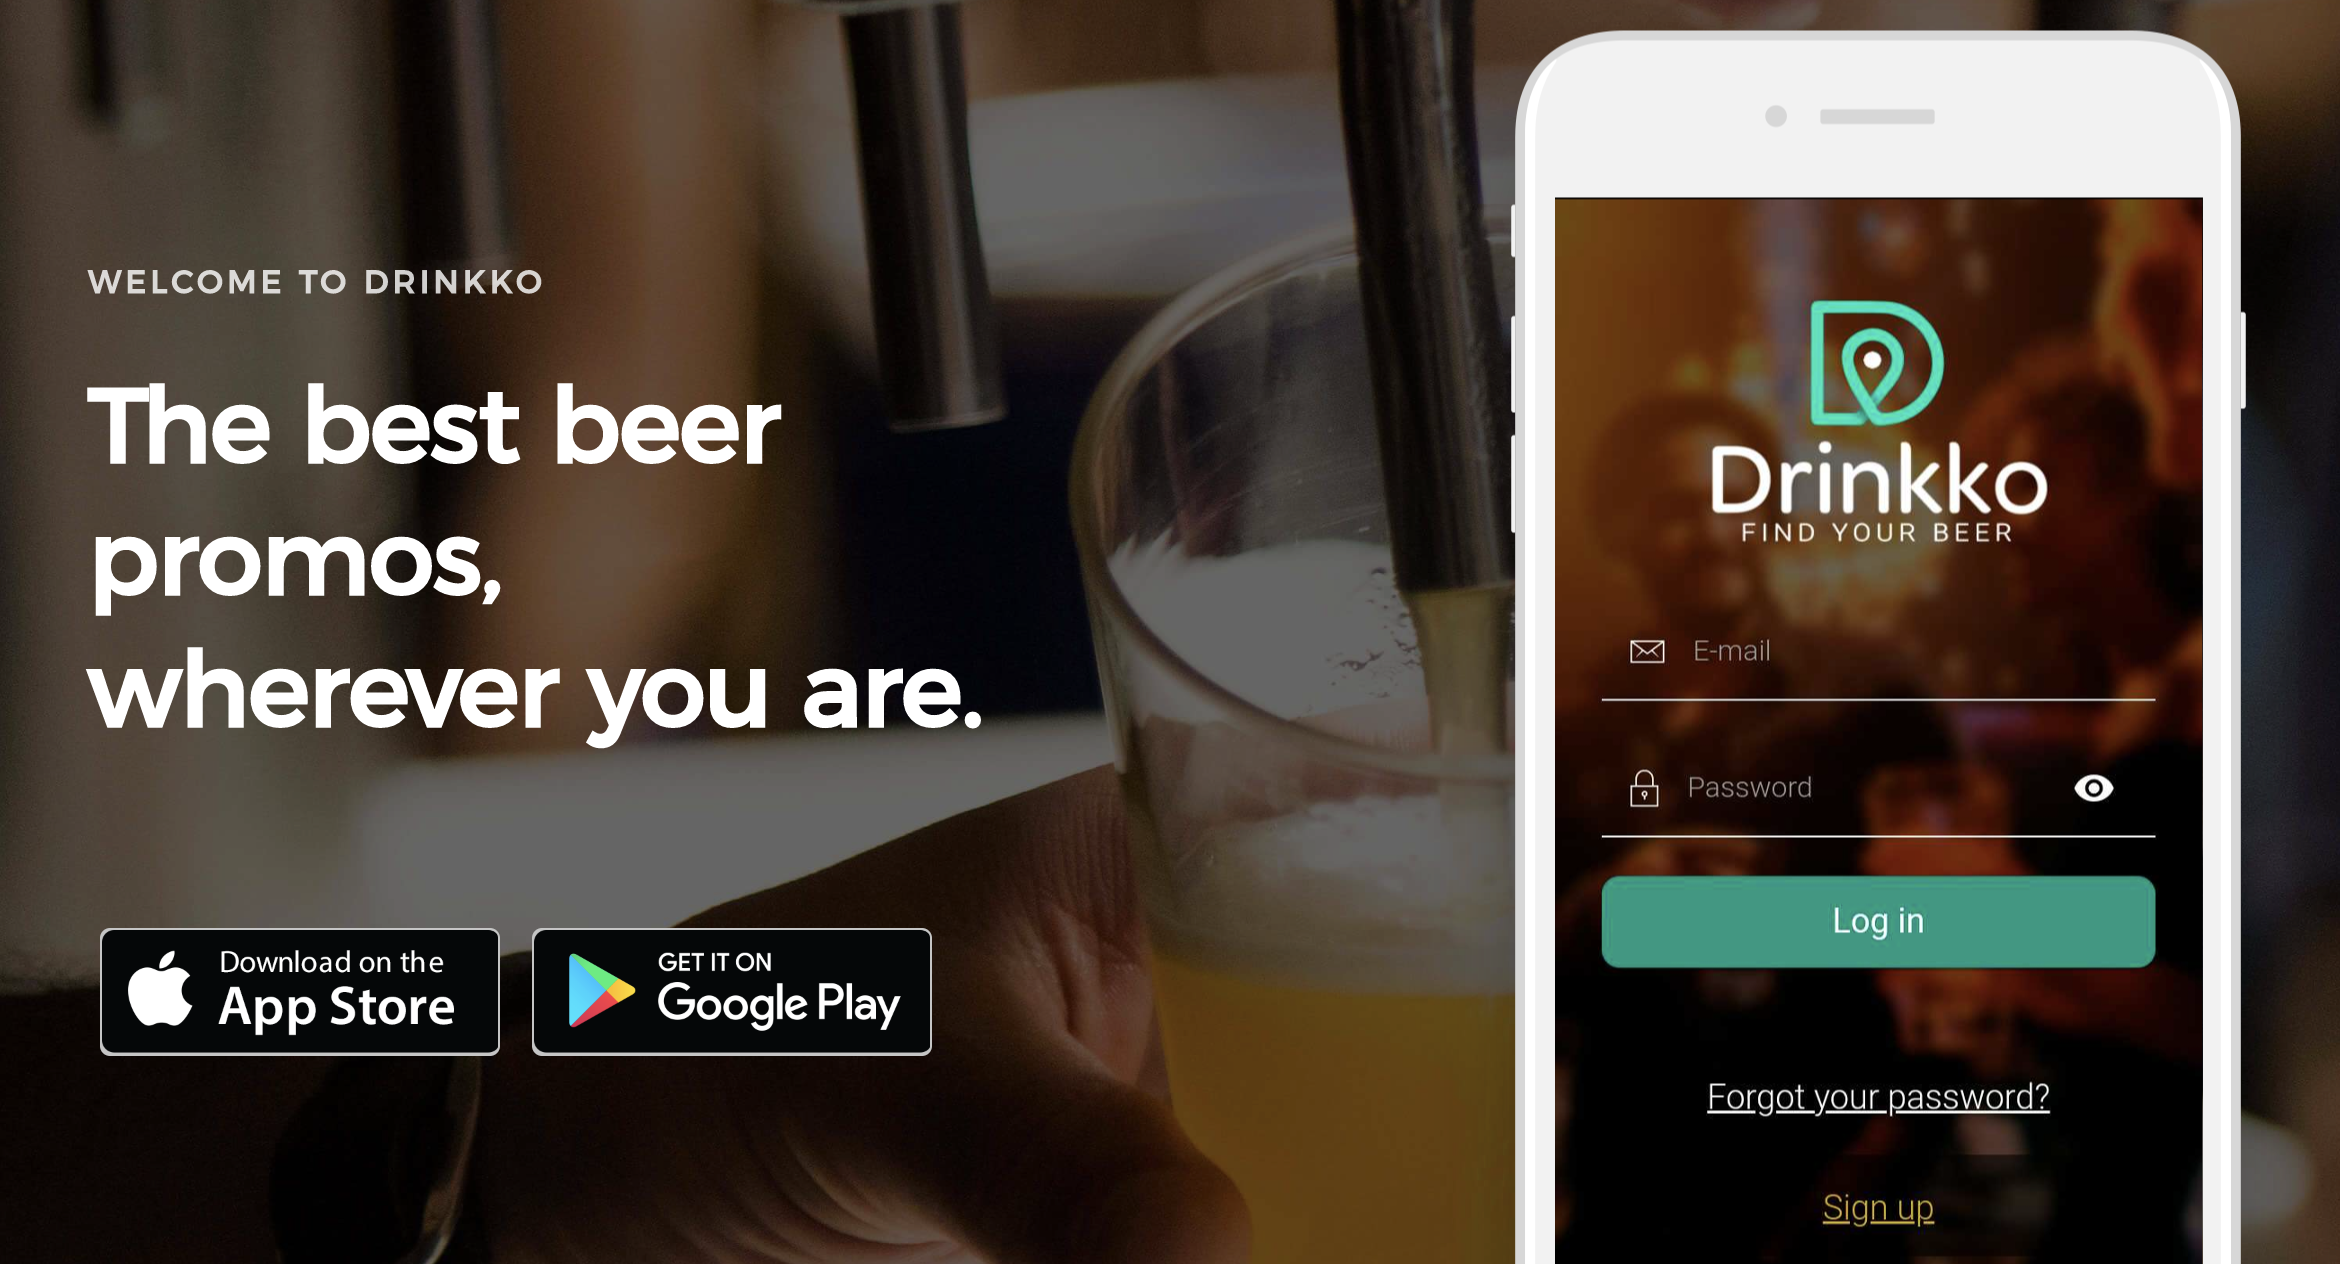 WELCOME TO DRINKKO
The best beer
promos,
wherever you are.
Download on the
App Store
GET IT ON
Google Play
Drinkko
FIND YOUR BEER
E-mail
Password
Log in
Forgot your password?
Sign up